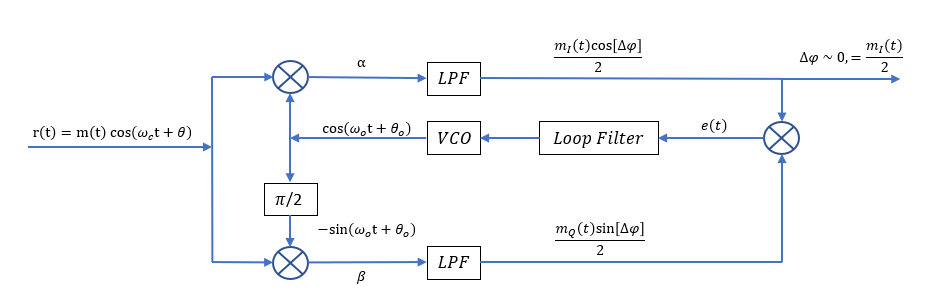 α
LPF
m_I(t)cos[Δφ]/2
Δφ ~ 0, = m_I(t)/2
r(t) = m(t) cos(ω_c t + θ)
cos(ω_o t + θ_o)
VCO
Loop Filter
e(t)
π/2
−sin(ω_o t + θ_o)
β
LPF
m_Q(t)sin[Δφ]/2